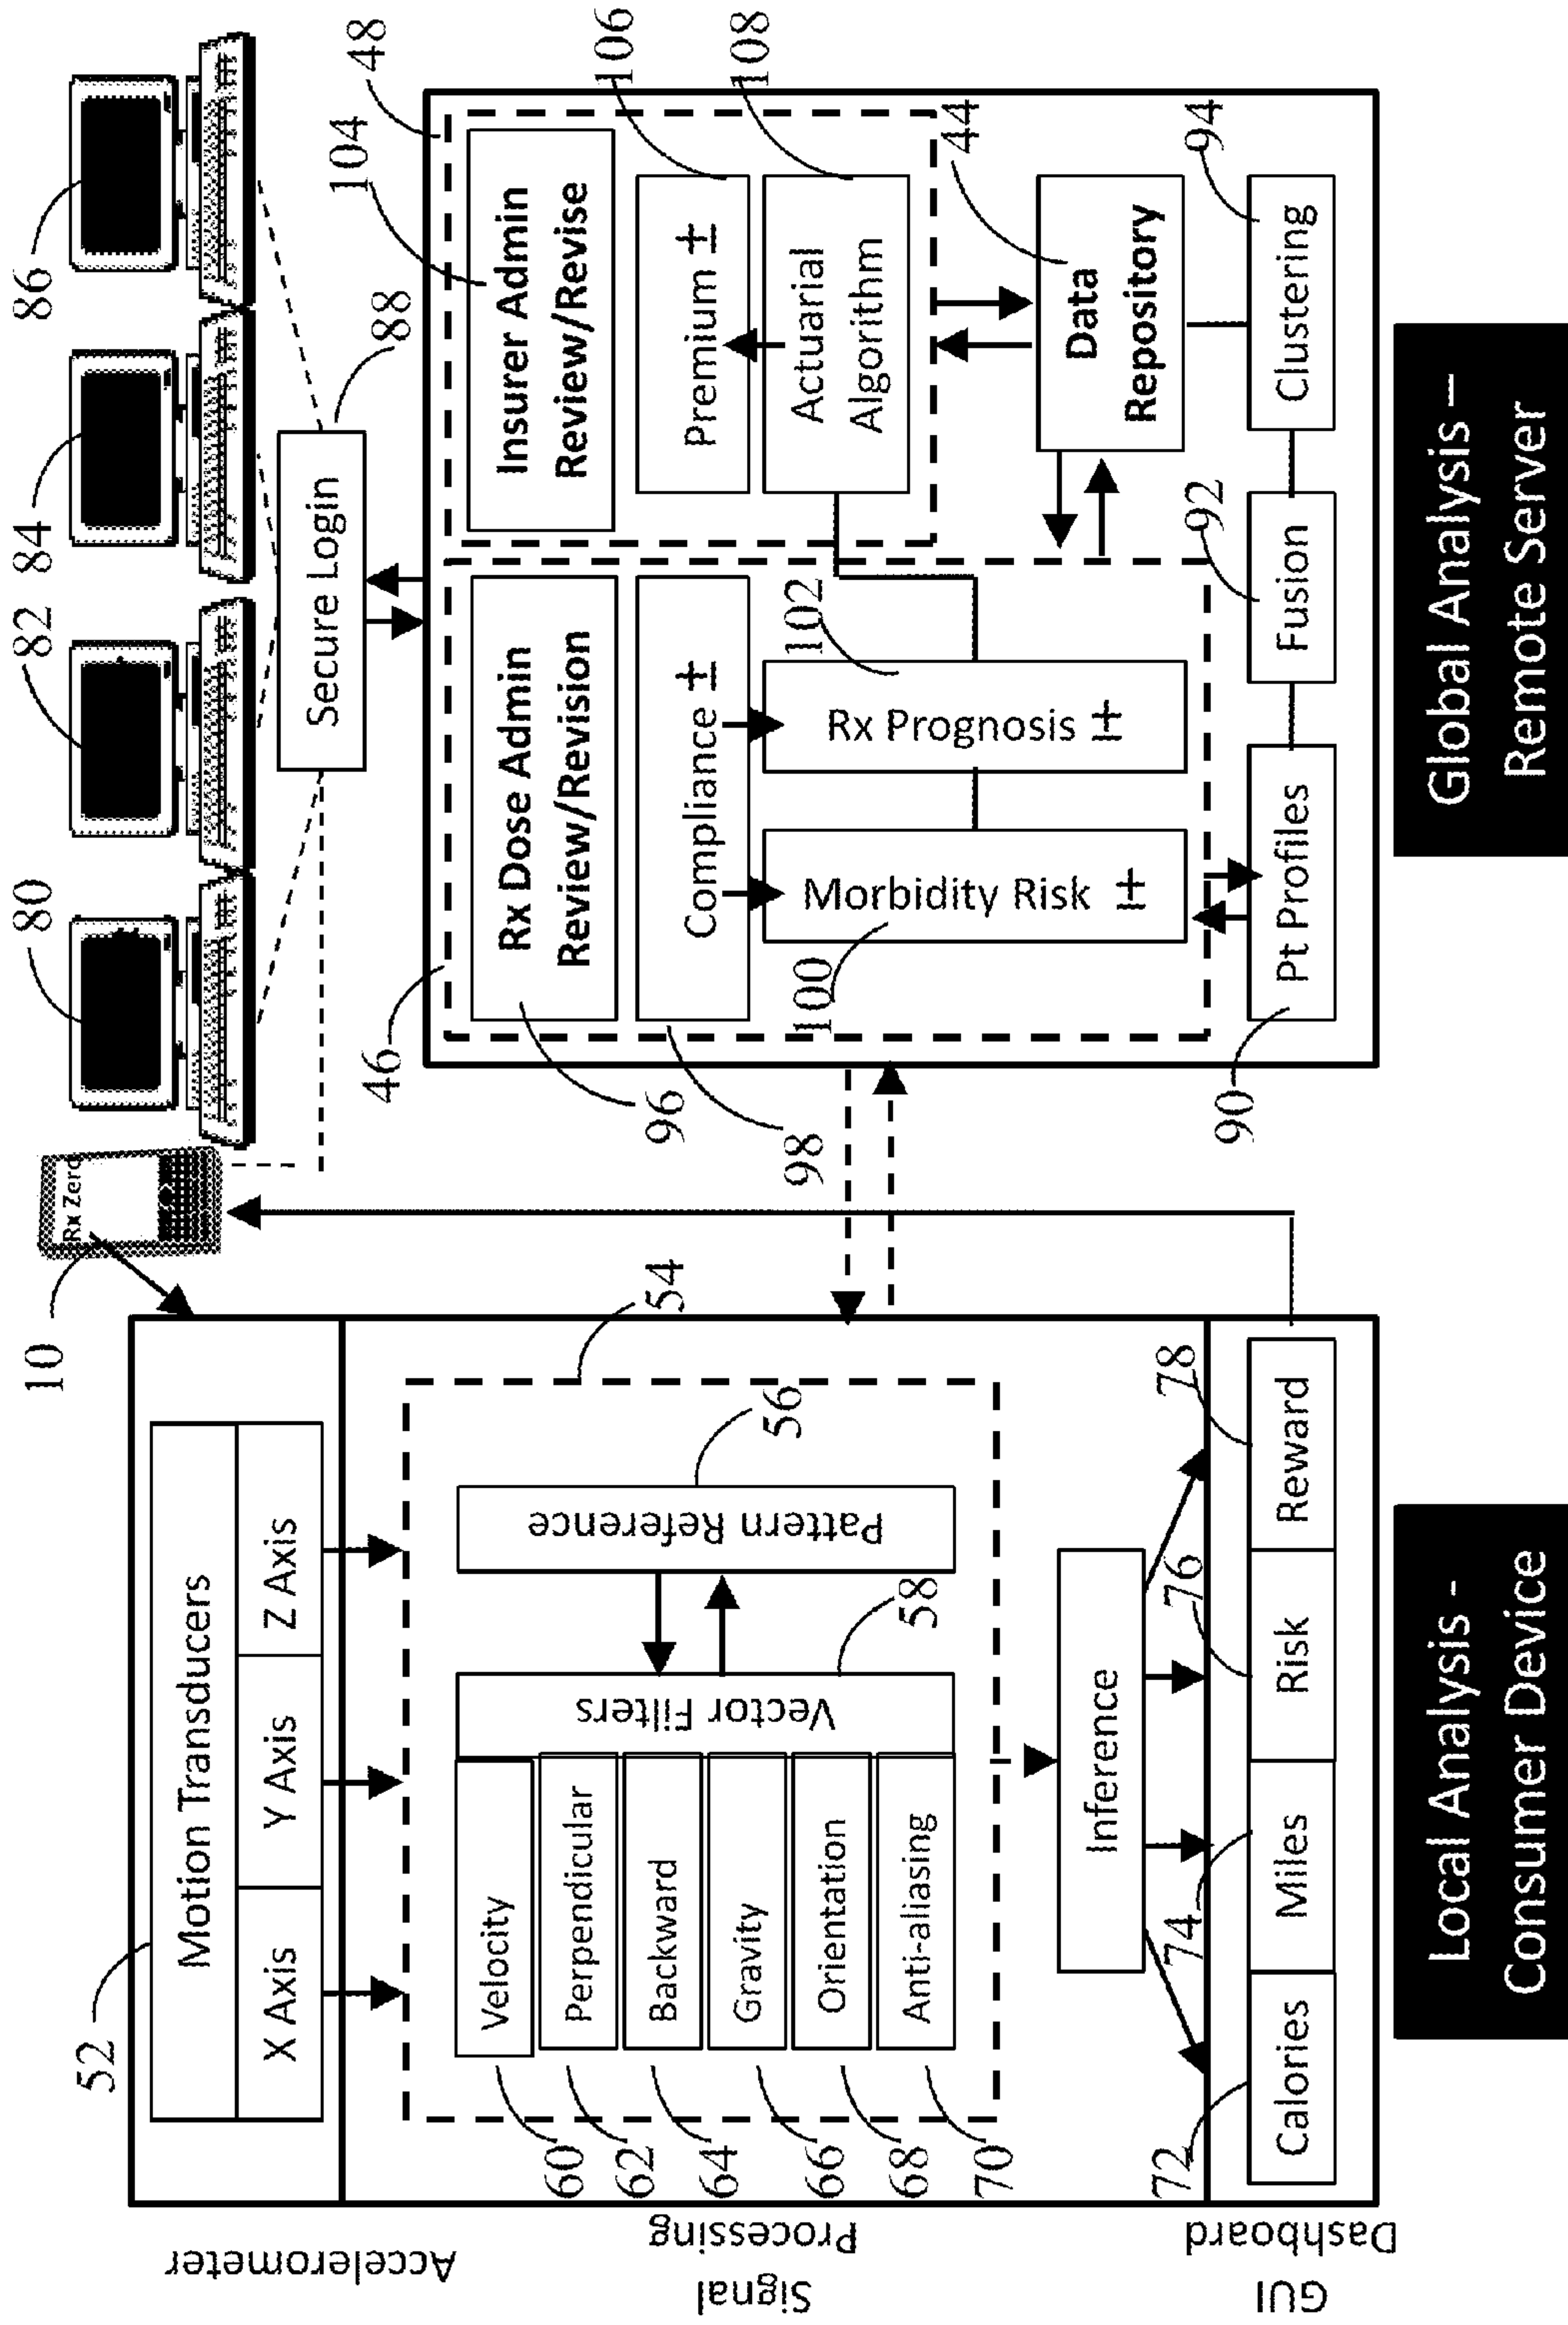 10
Rx Zero
80
82
84
86
88
Secure Login
Accelerometer
52
Motion Transducers
X Axis
Y Axis
Z Axis
Signal
Processing
54
Velocity
Perpendicular
Backward
Gravity
Orientation
Anti-aliasing
60
62
64
66
68
70
Vector Filters
58
Pattern Reference
56
Inference
GUI
Dashboard
72
74
76
78
Calories
Miles
Risk
Reward
Local Analysis -
Consumer Device
46
Rx Dose Admin
Review/Revision
96
Compliance ±
98
Morbidity Risk ±
100
Rx Prognosis ±
102
48
104
Insurer Admin
Review/Revise
106
Premium ±
108
Actuarial
Algorithm
44
Data
Repository
90
Pt Profiles
92
Fusion
94
Clustering
Global Analysis –
Remote Server